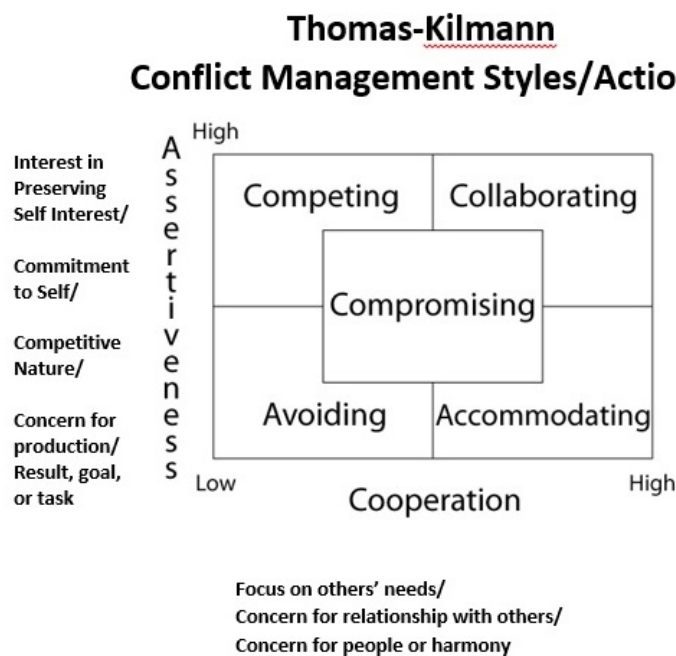 Thomas-Kilmann
Conflict Management Styles/Actio
High
Interest in
Preserving
Self Interest/
Commitment
to Self/
Competitive
Nature/
Concern for
production/
Result, goal,
or task
Assertiveness
Competing
Collaborating
Compromising
Avoiding
Accommodating
Low
High
Cooperation
Focus on others’ needs/
Concern for relationship with others/
Concern for people or harmony